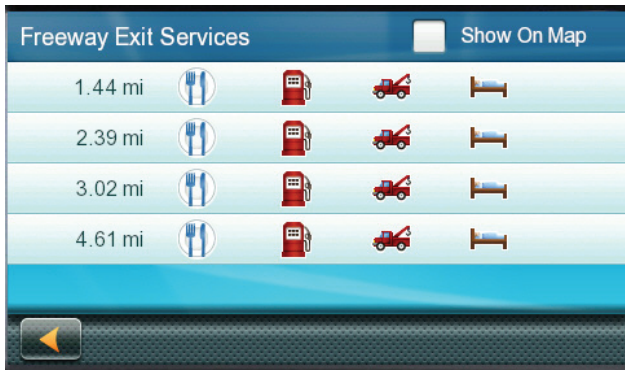 Freeway Exit Services Show On Map
1.44 mi
2.39 mi
3.02 mi
4.61 mi